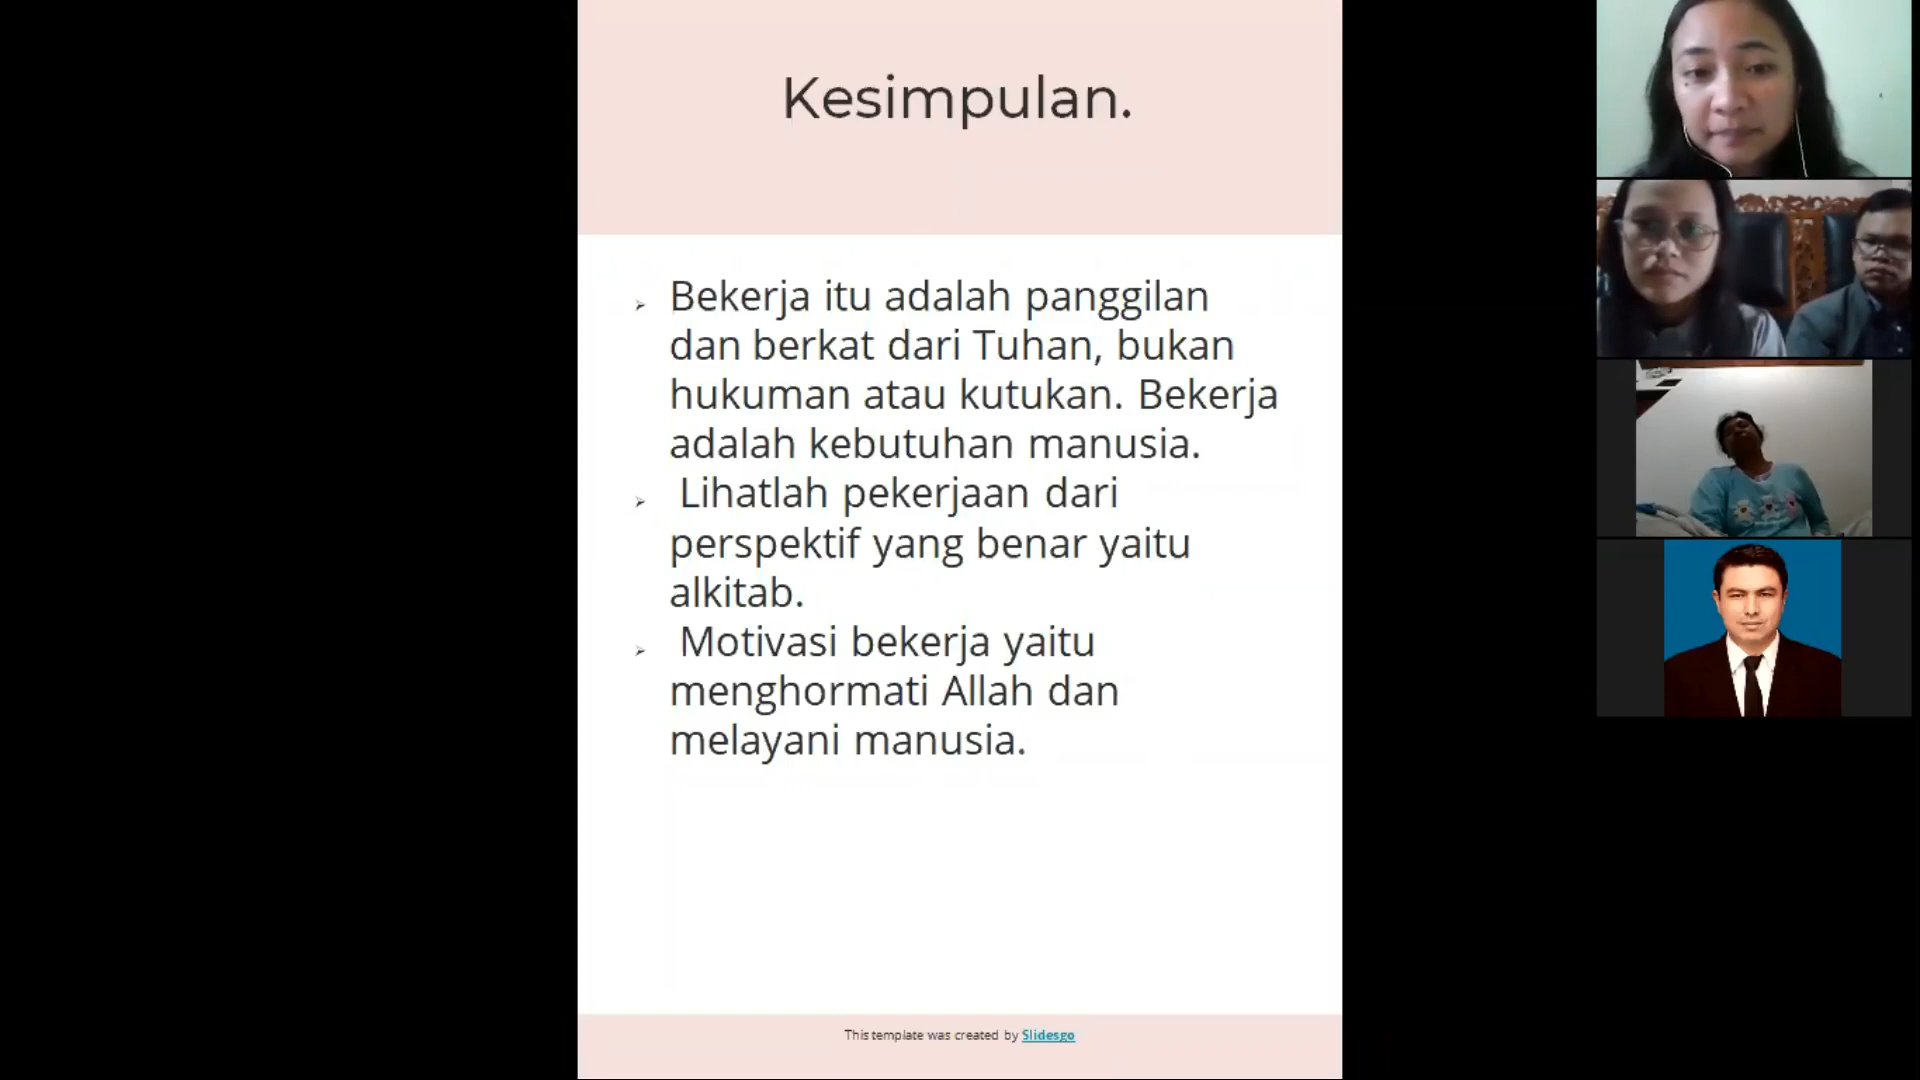 Kesimpulan.
➢ Bekerja itu adalah panggilan
dan berkat dari Tuhan, bukan
hukuman atau kutukan. Bekerja
adalah kebutuhan manusia.
➢ Lihatlah pekerjaan dari
perspektif yang benar yaitu
alkitab.
➢ Motivasi bekerja yaitu
menghormati Allah dan
melayani manusia.
This template was created by Slidesgo